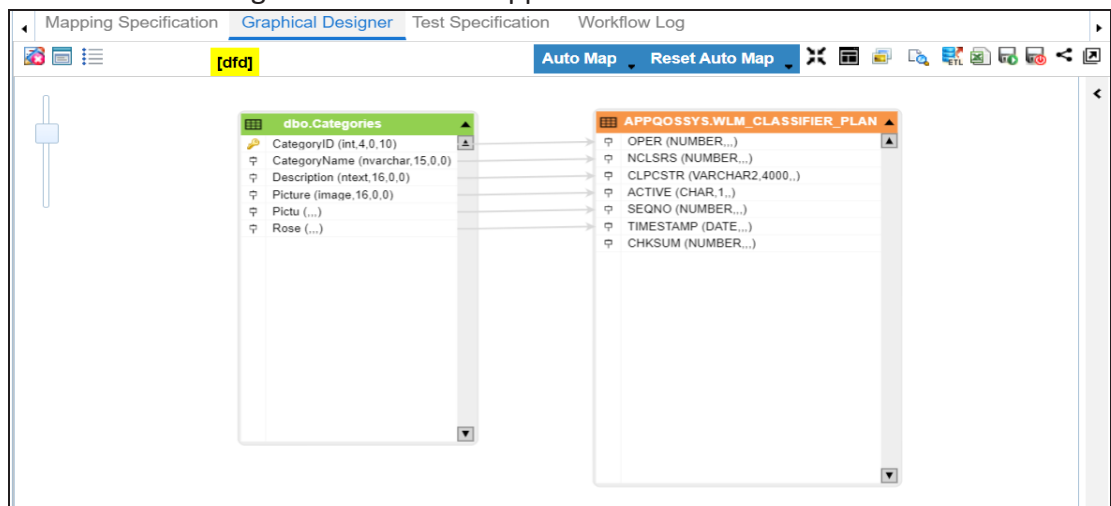 Mapping Specification Graphical Designer Test Specification Workflow Log
[dfd] Auto Map Reset Auto Map ETL
dbo.Categories
CategoryID (int,4,0,10)
CategoryName (nvarchar,15,0,0)
Description (ntext,16,0,0)
Picture (image,16,0,0)
Pictu (,,,)
Rose (,,,)
APPQOSSYS.WLM_CLASSIFIER_PLAN
OPER (NUMBER,,,)
NCLSRS (NUMBER,,,)
CLPCSTR (VARCHAR2,4000,,)
ACTIVE (CHAR,1,,)
SEQNO (NUMBER,,,)
TIMESTAMP (DATE,,,)
CHKSUM (NUMBER,,,)